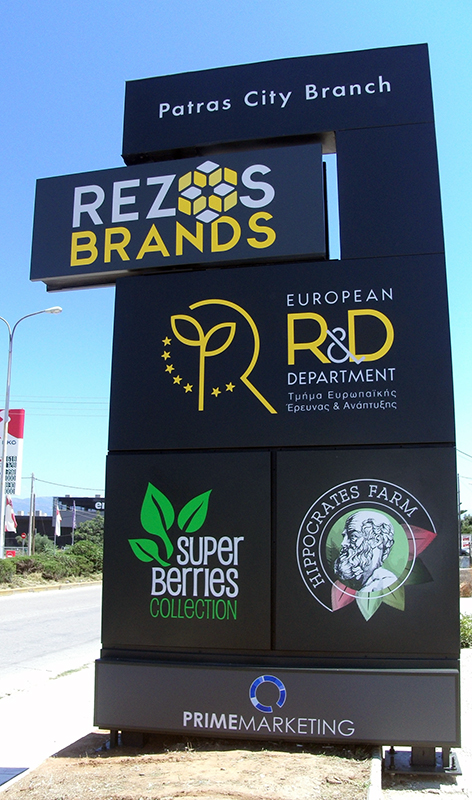 Patras City Branch
REZOS
BRANDS
EUROPEAN
R&D
DEPARTMENT
Τμήμα Ευρωπαϊκής
Έρευνας & Ανάπτυξης
SUPER
BERRIES
COLLECTION
HIPPOCRATES FARM
PRIMEMARKETING